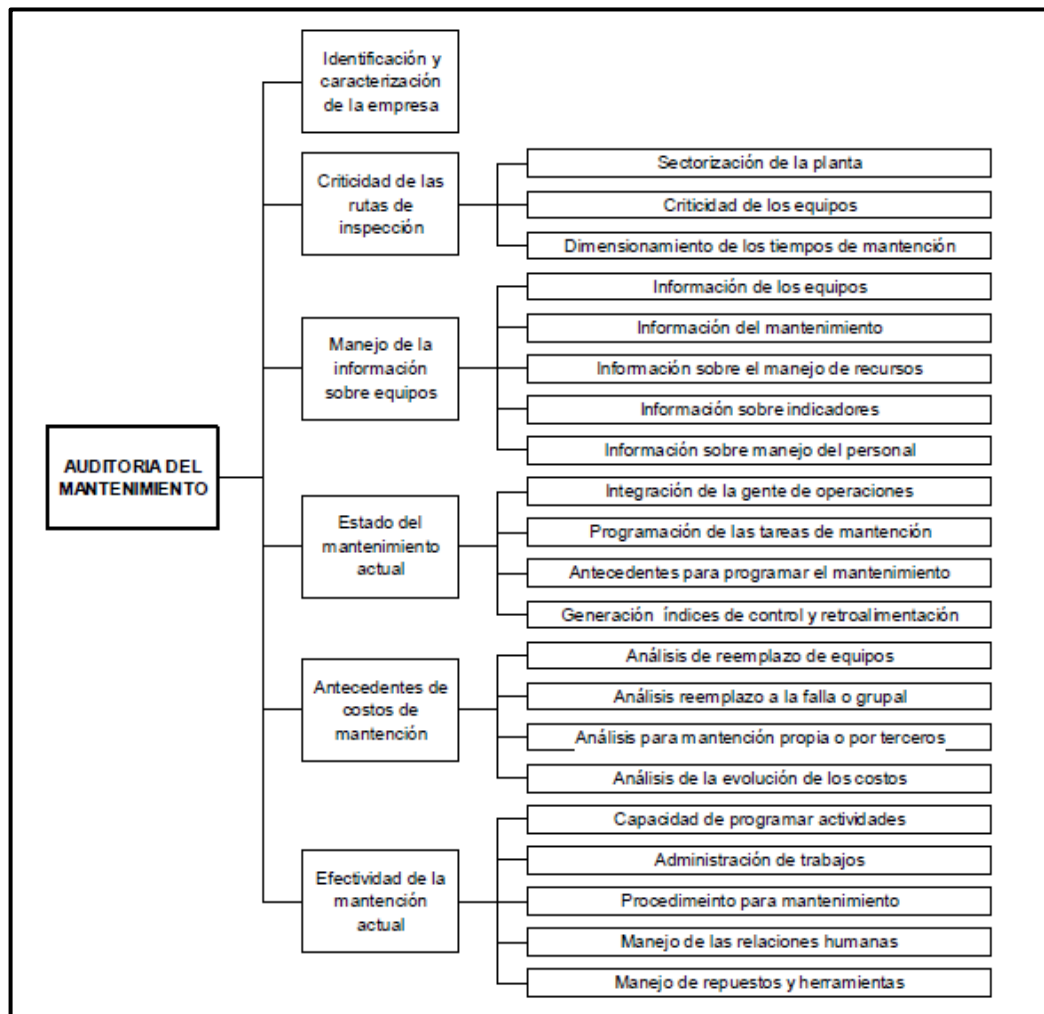 Identificación y
caracterización
de la empresa
Criticidad de las
rutas de
inspección
Sectorización de la planta
Criticidad de los equipos
Dimensionamiento de los tiempos de mantención
Manejo de la
información
sobre equipos
Información de los equipos
Información del mantenimiento
Información sobre el manejo de recursos
Información sobre indicadores
Información sobre manejo del personal
AUDITORIA DEL
MANTENIMIENTO
Estado del
mantenimiento
actual
Integración de la gente de operaciones
Programación de las tareas de mantención
Antecedentes para programar el mantenimiento
Generación índices de control y retroalimentación
Antecedentes de
costos de
mantención
Análisis de reemplazo de equipos
Análisis reemplazo a la falla o grupal
Análisis para mantención propia o por terceros
Análisis de la evolución de los costos
Efectividad de la
mantención
actual
Capacidad de programar actividades
Administración de trabajos
Procedimeinto para mantenimiento
Manejo de las relaciones humanas
Manejo de repuestos y herramientas